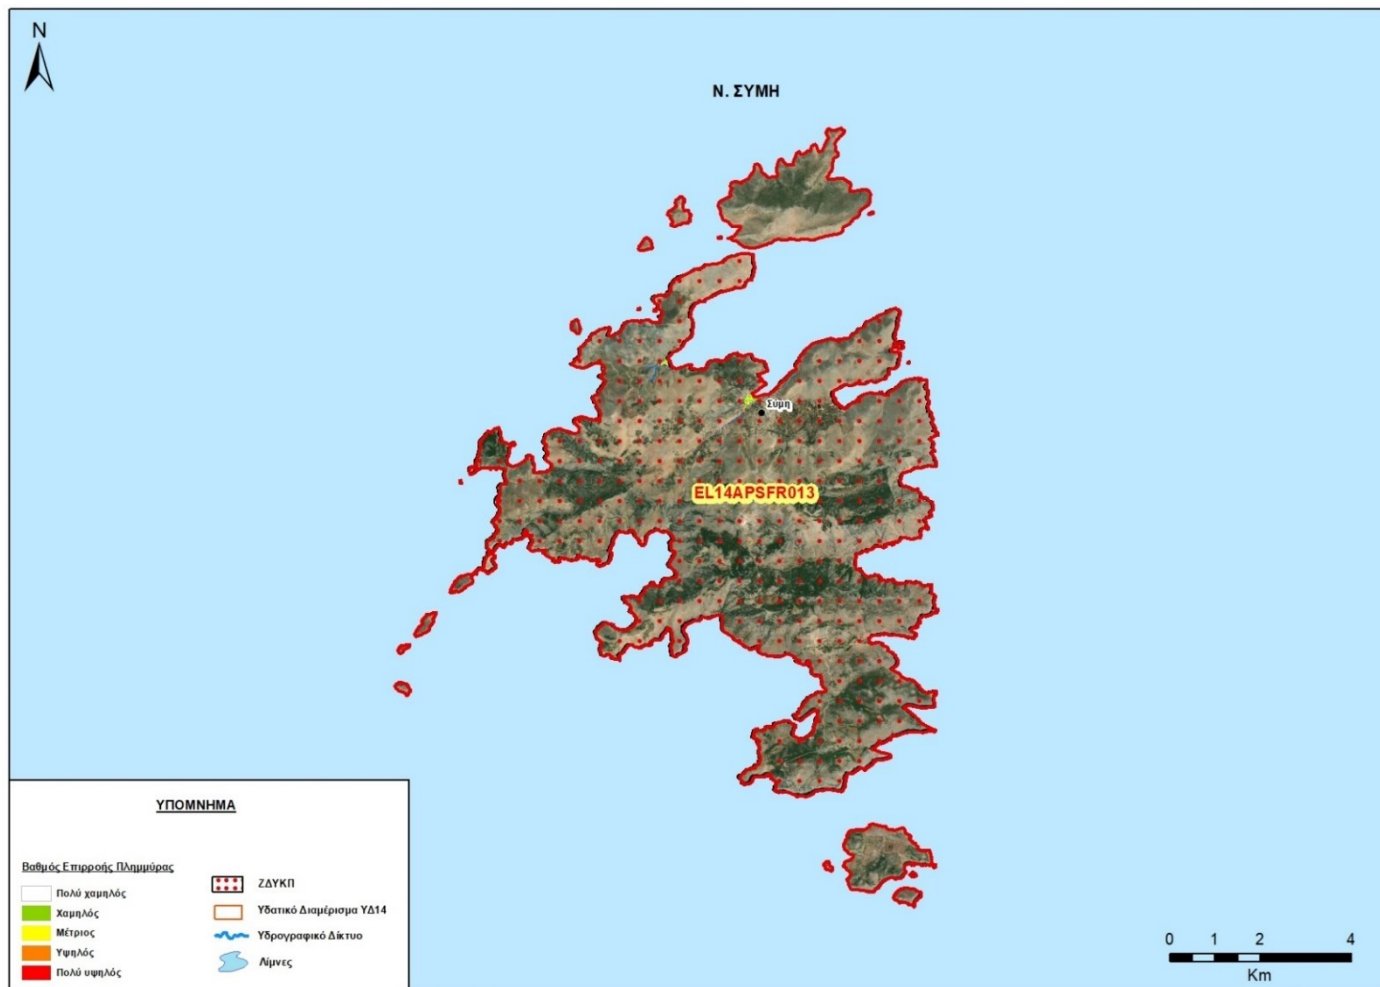 N
Ν. ΣΥΜΗ
Σύμη
EL14APSFR013
ΥΠΟΜΝΗΜΑ
Βαθμός Επιρροής Πλημμύρας
Πολύ χαμηλός
Χαμηλός
Μέτριος
Υψηλός
Πολύ υψηλός
ΖΔΥΚΠ
Υδατικό Διαμέρισμα ΥΔ14
Υδρογραφικό Δίκτυο
Λίμνες
0 1 2 4
Km